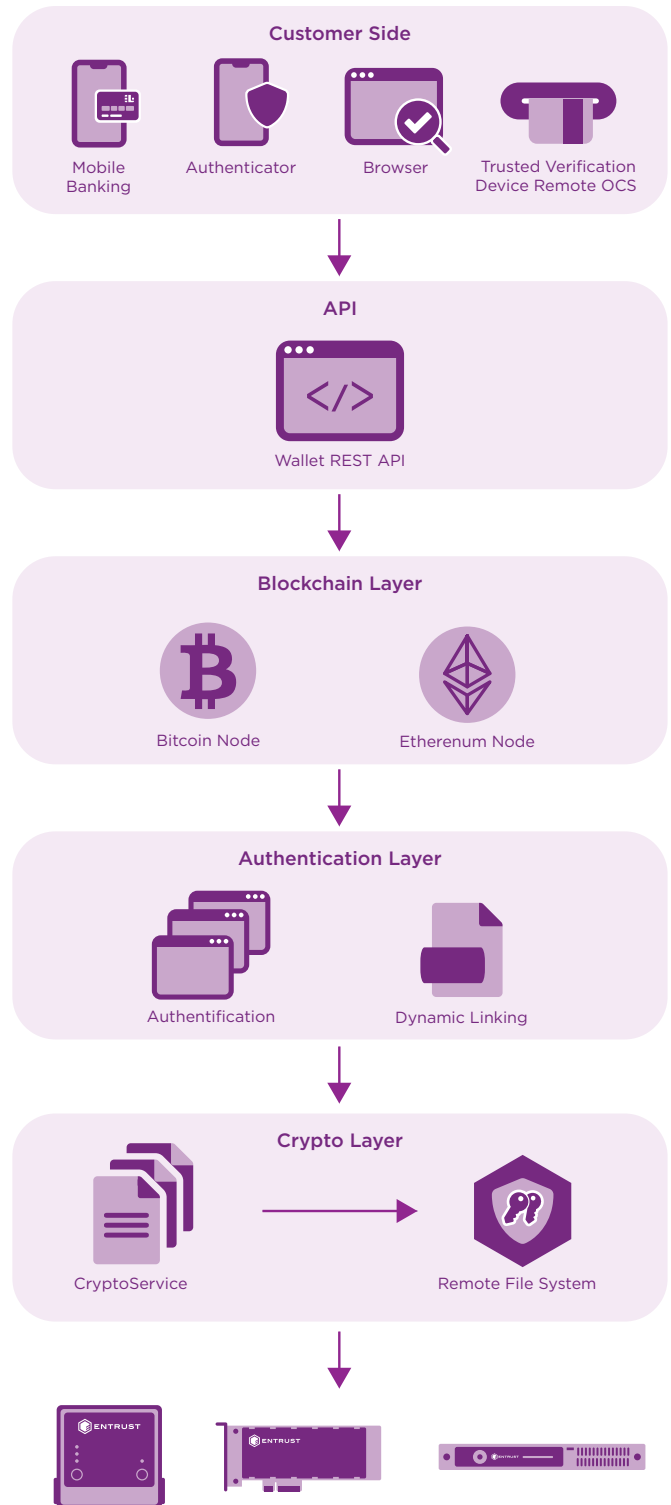 Customer Side
Mobile
Banking
Authenticator
Browser
Trusted Verification
Device Remote OCS
API
</>
Wallet REST API
Blockchain Layer
Bitcoin Node
Etherenum Node
Authentication Layer
Authentification
Dynamic Linking
Crypto Layer
CryptoService
Remote File System
ENTRUST
ENTRUST
ENTRUST